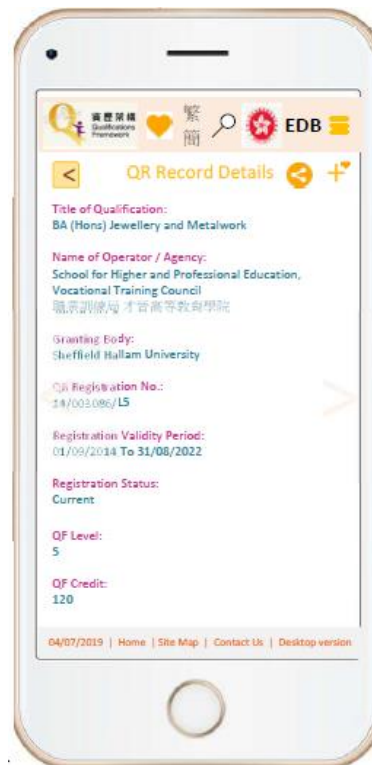 資歷架構
Qualifications
Framework
繁
簡
EDB
<
QR Record Details
Title of Qualification:
BA (Hons) Jewellery and Metalwork
Name of Operator / Agency:
School for Higher and Professional Education,
Vocational Training Council
職業訓練局 才晉高等教育學院
Granting Body:
Sheffield Hallam University
QR Registration No.:
14/003086/L5
Registration Validity Period:
01/09/2014 To 31/08/2022
Registration Status:
Current
QF Level:
5
QF Credit:
120
04/07/2019 | Home | Site Map | Contact Us | Desktop version